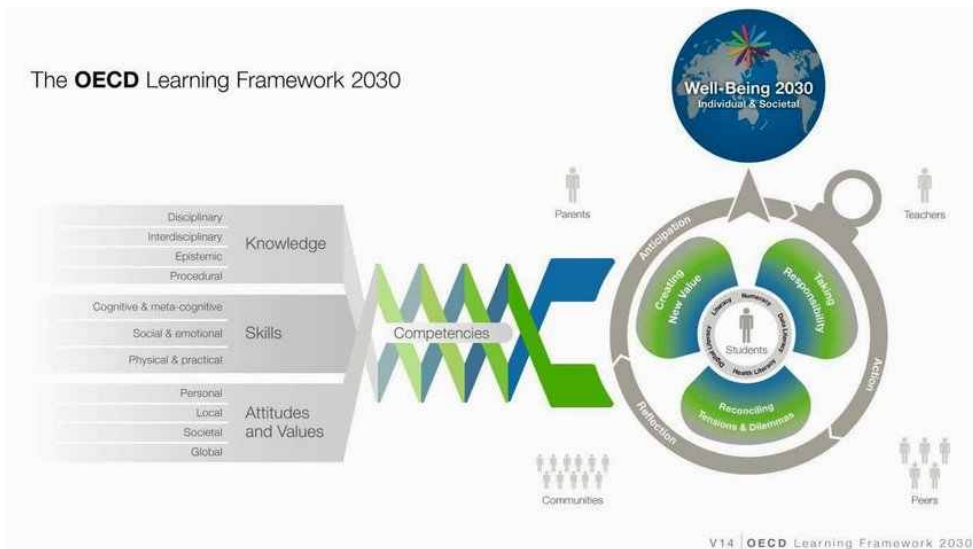 The OECD Learning Framework 2030
Well-Being 2030
Individual & Societal
Parents
Teachers
Disciplinary
Interdisciplinary
Epistemic
Procedural
Knowledge
Cognitive & meta-cognitive
Social & emotional
Physical & practical
Skills
Personal
Local
Societal
Global
Attitudes
and Values
Competencies
Anticipation
Action
Reflection
Creating
New Value
Taking
Responsibility
Reconciling
Tensions & Dilemmas
Literacy
Numeracy
Data Literacy
Health Literacy
Digital Literacy
Students
Communities
Peers
V14 | OECD Learning Framework 2030